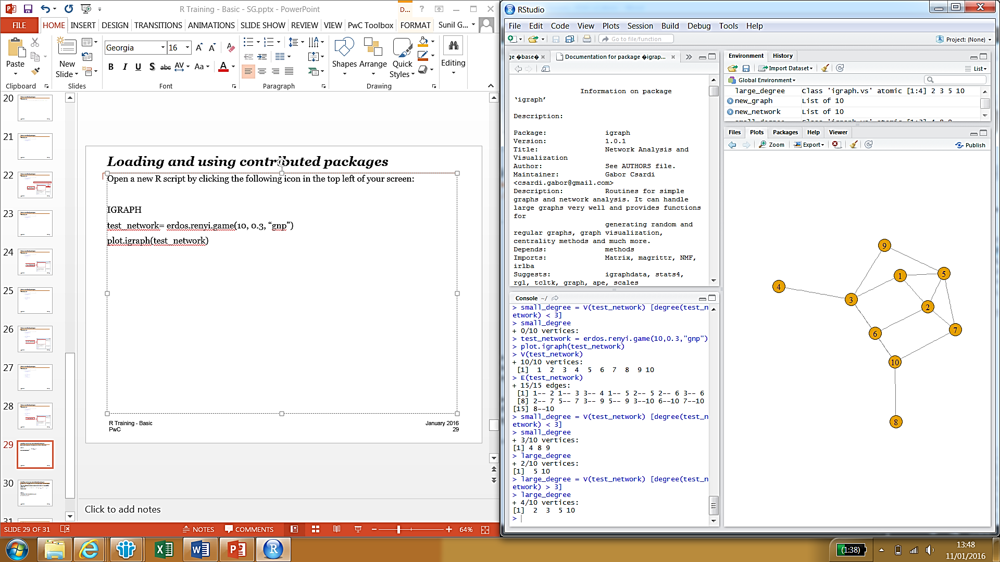 R Training - Basic - SG.pptx - PowerPoint
D...
?
FILE
HOME
INSERT
DESIGN
TRANSITIONS
ANIMATIONS
SLIDE SHOW
REVIEW
VIEW
PwC Toolbox
FORMAT
Sunil G...
Paste
New
Slide
Georgia
16
B I U S abc AV Aa A
Shapes
Arrange
Quick
Styles
Editing
Clipboard
Slides
Font
Paragraph
Drawing
20
21
22
23
24
25
26
27
28
29
30
31
Loading and using contributed packages
Open a new R script by clicking the following icon in the top left of your screen:
IGRAPH
test_network= erdos.renyi.game(10, 0.3, “gnp”)
plot.igraph(test_network)
R Training - Basic
PwC
January 2016
29
Click to add notes
SLIDE 29 OF 31
NOTES
COMMENTS
64%
RStudio
File Edit Code View Plots Session Build Debug Tools Help
Go to file/function
Project: (None)
ge �base�
Documentation for package �igrap...
Information on package
‘igraph’
Description:
Package: igraph
Version: 1.0.1
Title: Network Analysis and
Visualization
Author: See AUTHORS file.
Maintainer: Gabor Csardi
<csardi.gabor@gmail.com>
Description: Routines for simple
graphs and network analysis. It can handle
large graphs very well and provides functions
for
generating random and
regular graphs, graph visualization,
centrality methods and much more.
Depends: methods
Imports: Matrix, magrittr, NMF,
irlba
Suggests: igraphdata, stats4,
rgl, tcltk, graph, ape, scales
Console ~/
> small_degree = V(test_network) [degree(test_n
etwork) < 3]
> small_degree
+ 0/10 vertices:
> test_network = erdos.renyi.game(10,0.3,"gnp")
> plot.igraph(test_network)
> V(test_network)
+ 10/10 vertices:
[1] 1 2 3 4 5 6 7 8 9 10
> E(test_network)
+ 15/15 edges:
[1] 1-- 2 1-- 3 3-- 4 1-- 5 2-- 5 2-- 6 3-- 6
[8] 2-- 7 5-- 7 3-- 9 5-- 9 3--10 6--10 7--10
[15] 8--10
> small_degree = V(test_network) [degree(test_n
etwork) < 3]
> small_degree
+ 3/10 vertices:
[1] 4 8 9
> large_degree
+ 2/10 vertices:
[1] 5 10
> large_degree = V(test_network) [degree(test_n
etwork) > 3]
> large_degree
+ 4/10 vertices:
[1] 2 3 5 10
>
Environment
History
Import Dataset
List
Global Environment
large_degree Class 'igraph.vs' atomic [1:4] 2 3 5 10
new_graph List of 10
new_network List of 10
small_degree Class 'igraph.vs' atomic [1:3] 4 8 9
Files
Plots
Packages
Help
Viewer
Zoom
Export
Publish
9
1
5
4
3
2
6
7
10
8
(1:38)
13:48
11/01/2016